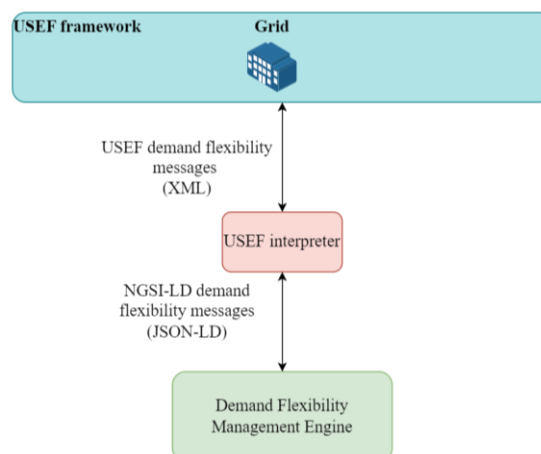 USEF framework
Grid
USEF demand flexibility
messages
(XML)
USEF interpreter
NGSI-LD demand
flexibility messages
(JSON-LD)
Demand Flexibility
Management Engine